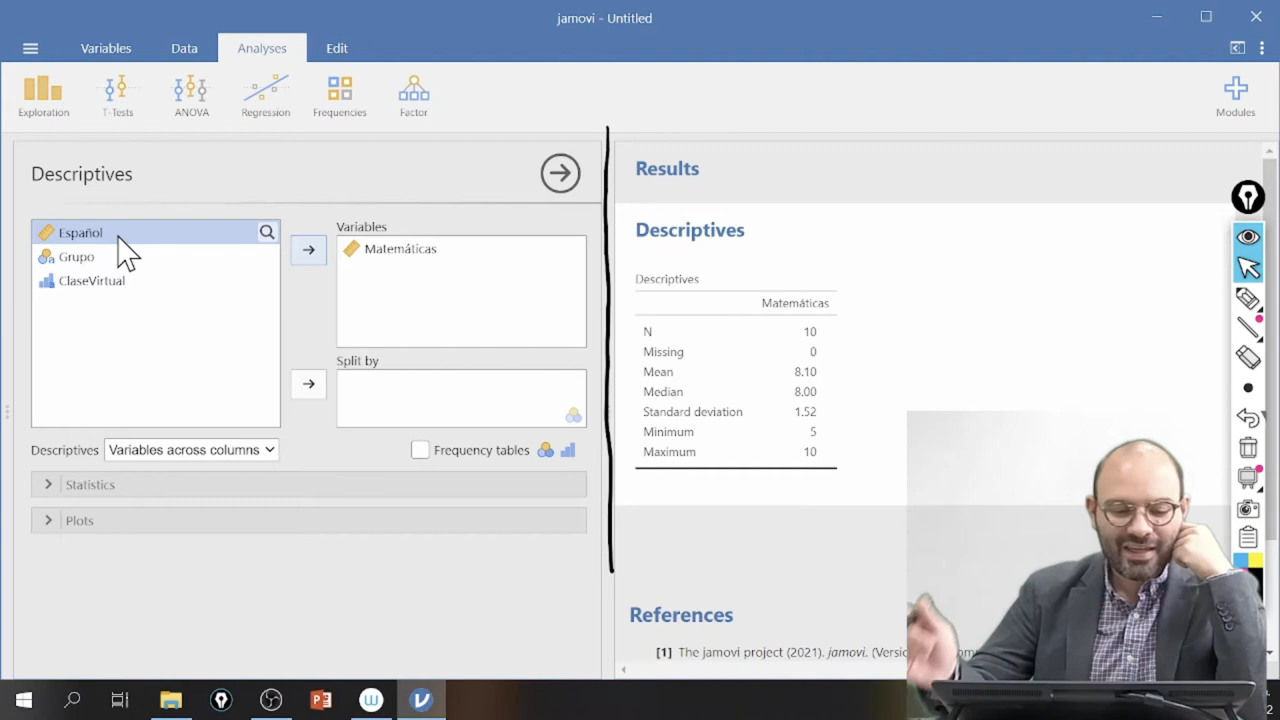 jamovi - Untitled
Variables
Data
Analyses
Edit
Exploration
T-Tests
ANOVA
Regression
Frequencies
Factor
Modules
Descriptives
Español
Grupo
ClaseVirtual
Variables
Matemáticas
Split by
Descriptives
Variables across columns
Frequency tables
Statistics
Plots
Results
Descriptives
Descriptives
Matemáticas
N 10
Missing 0
Mean 8.10
Median 8.00
Standard deviation 1.52
Minimum 5
Maximum 10
References
[1] The jamovi project (2021). jamovi. (Versi